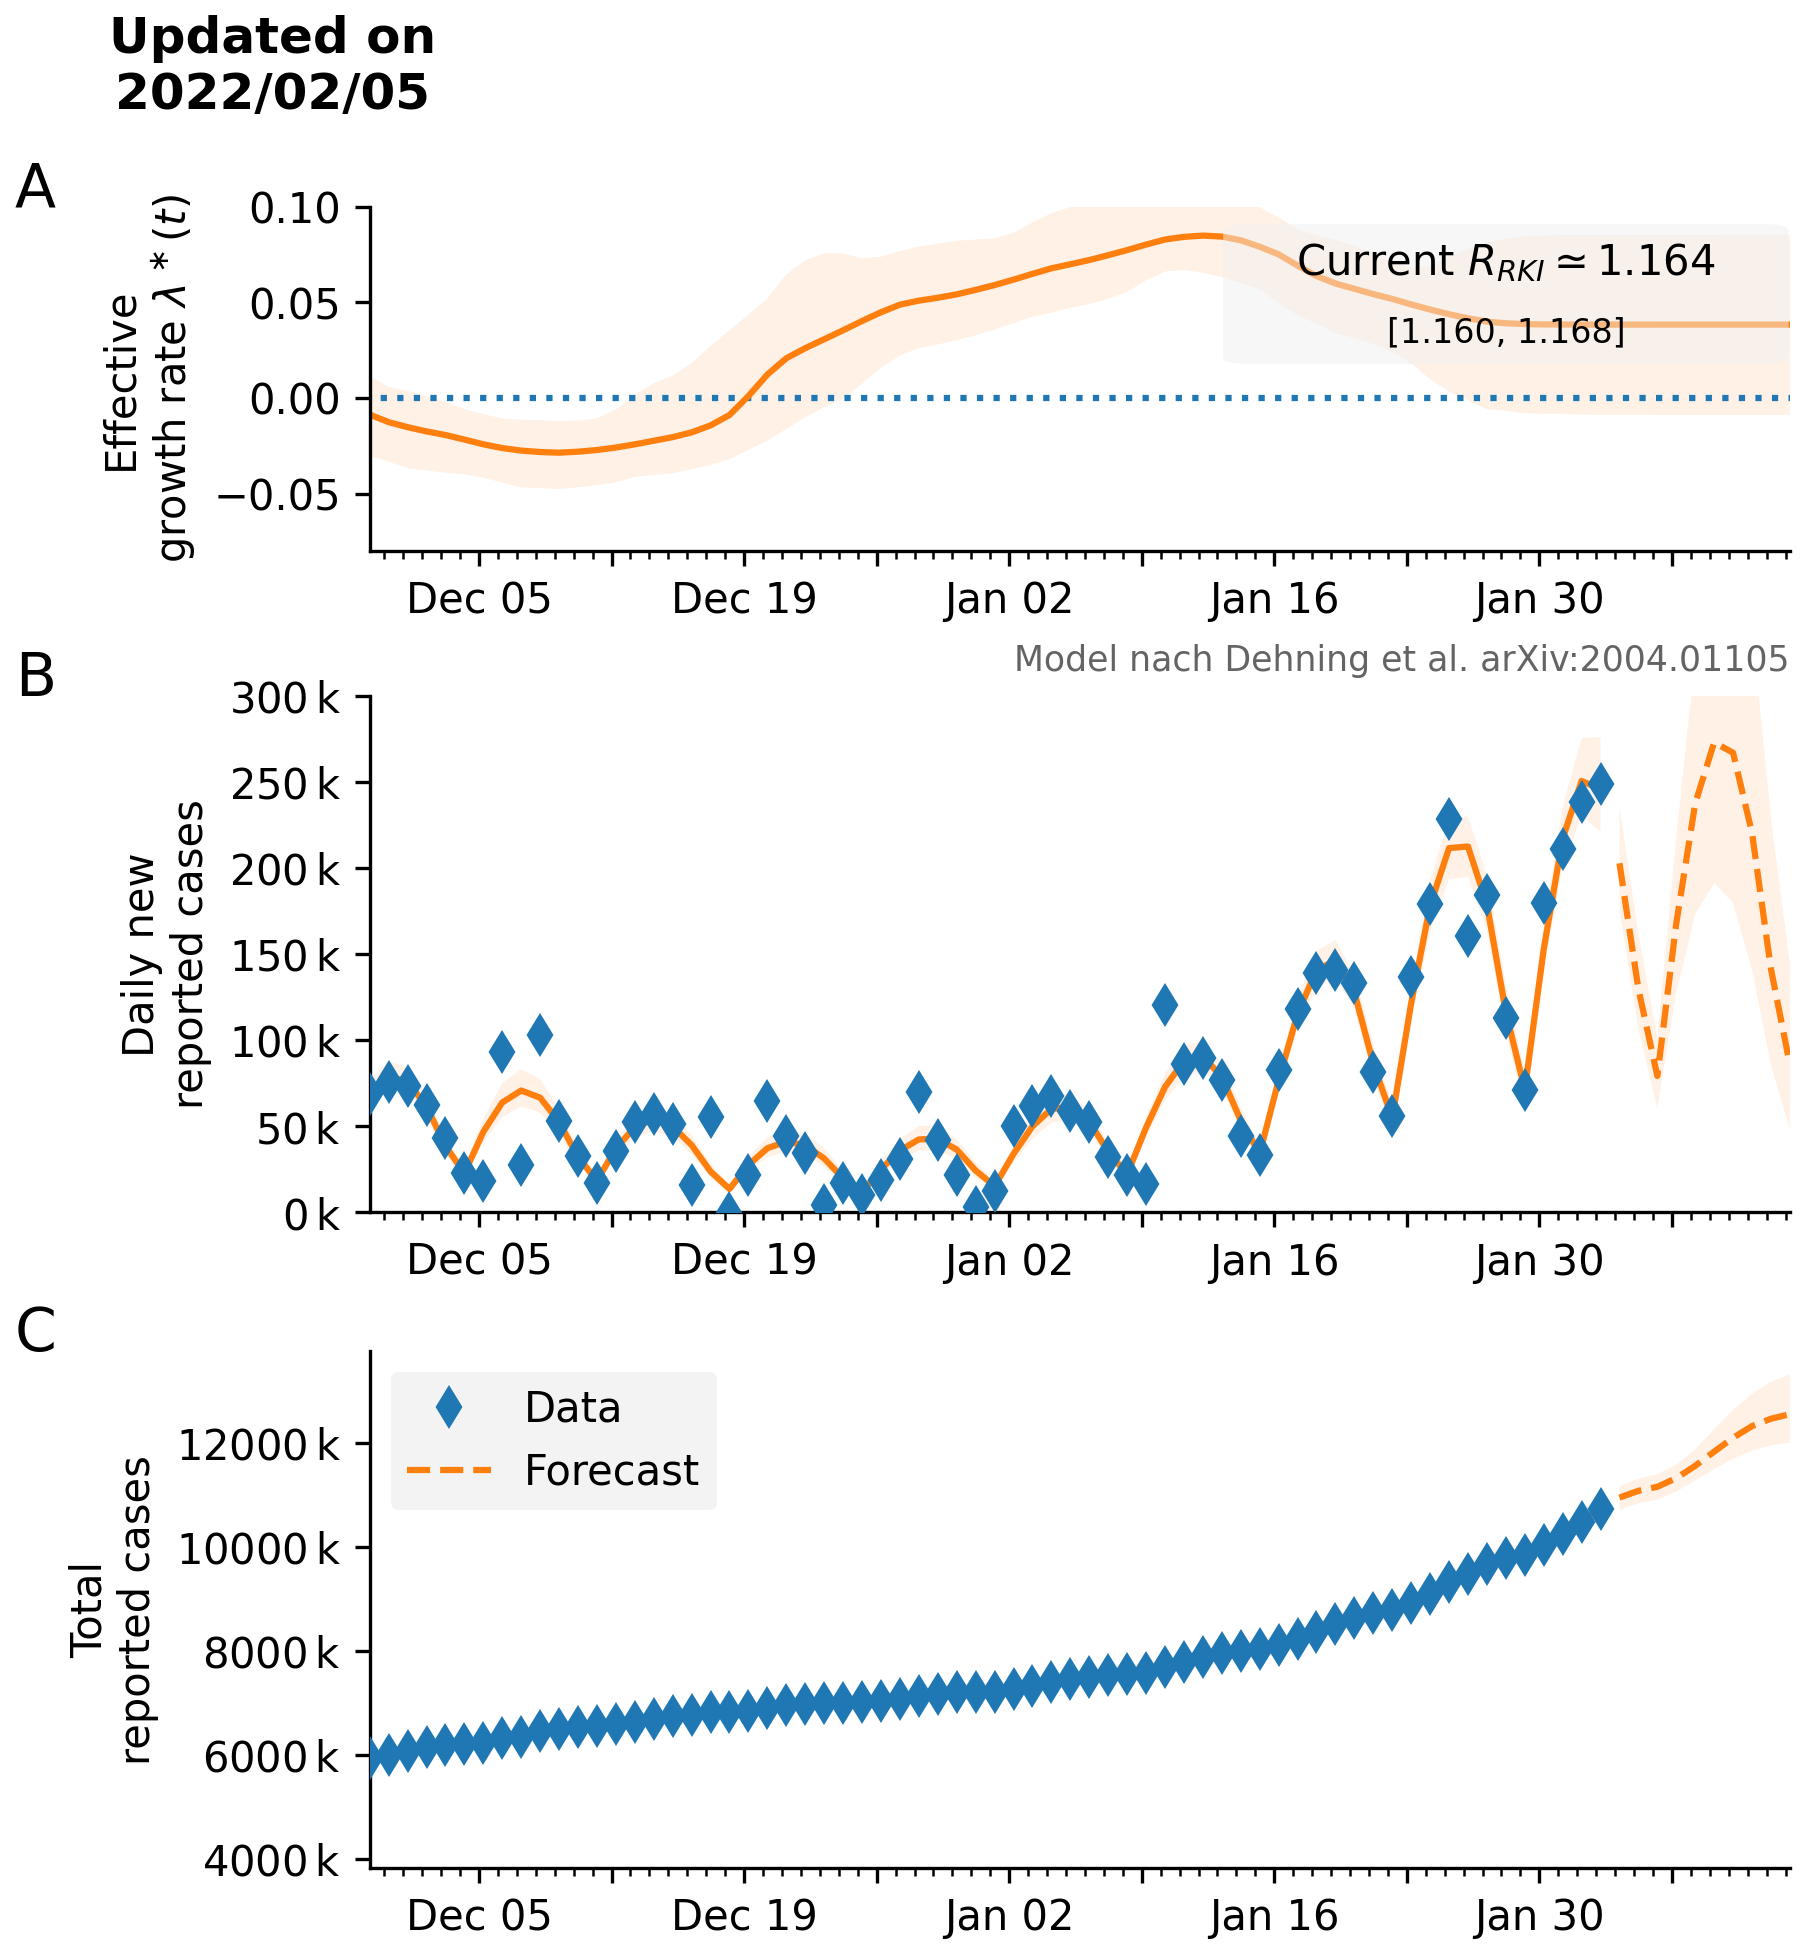 Updated on
2022/02/05
A
Effective
growth rate λ * (t)
0.10
0.05
0.00
−0.05
Current R_RKI ≃ 1.164
[1.160, 1.168]
Dec 05
Dec 19
Jan 02
Jan 16
Jan 30
Model nach Dehning et al. arXiv:2004.01105
B
Daily new
reported cases
300 k
250 k
200 k
150 k
100 k
50 k
0 k
Dec 05
Dec 19
Jan 02
Jan 16
Jan 30
C
Total
reported cases
12000 k
10000 k
8000 k
6000 k
4000 k
Data
Forecast
Dec 05
Dec 19
Jan 02
Jan 16
Jan 30